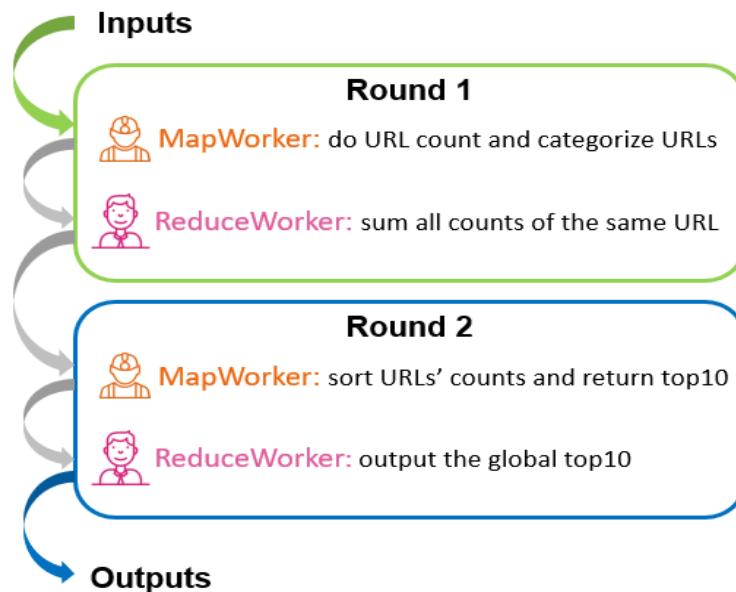 Inputs
Round 1
MapWorker: do URL count and categorize URLs
ReduceWorker: sum all counts of the same URL
Round 2
MapWorker: sort URLs’ counts and return top10
ReduceWorker: output the global top10
Outputs